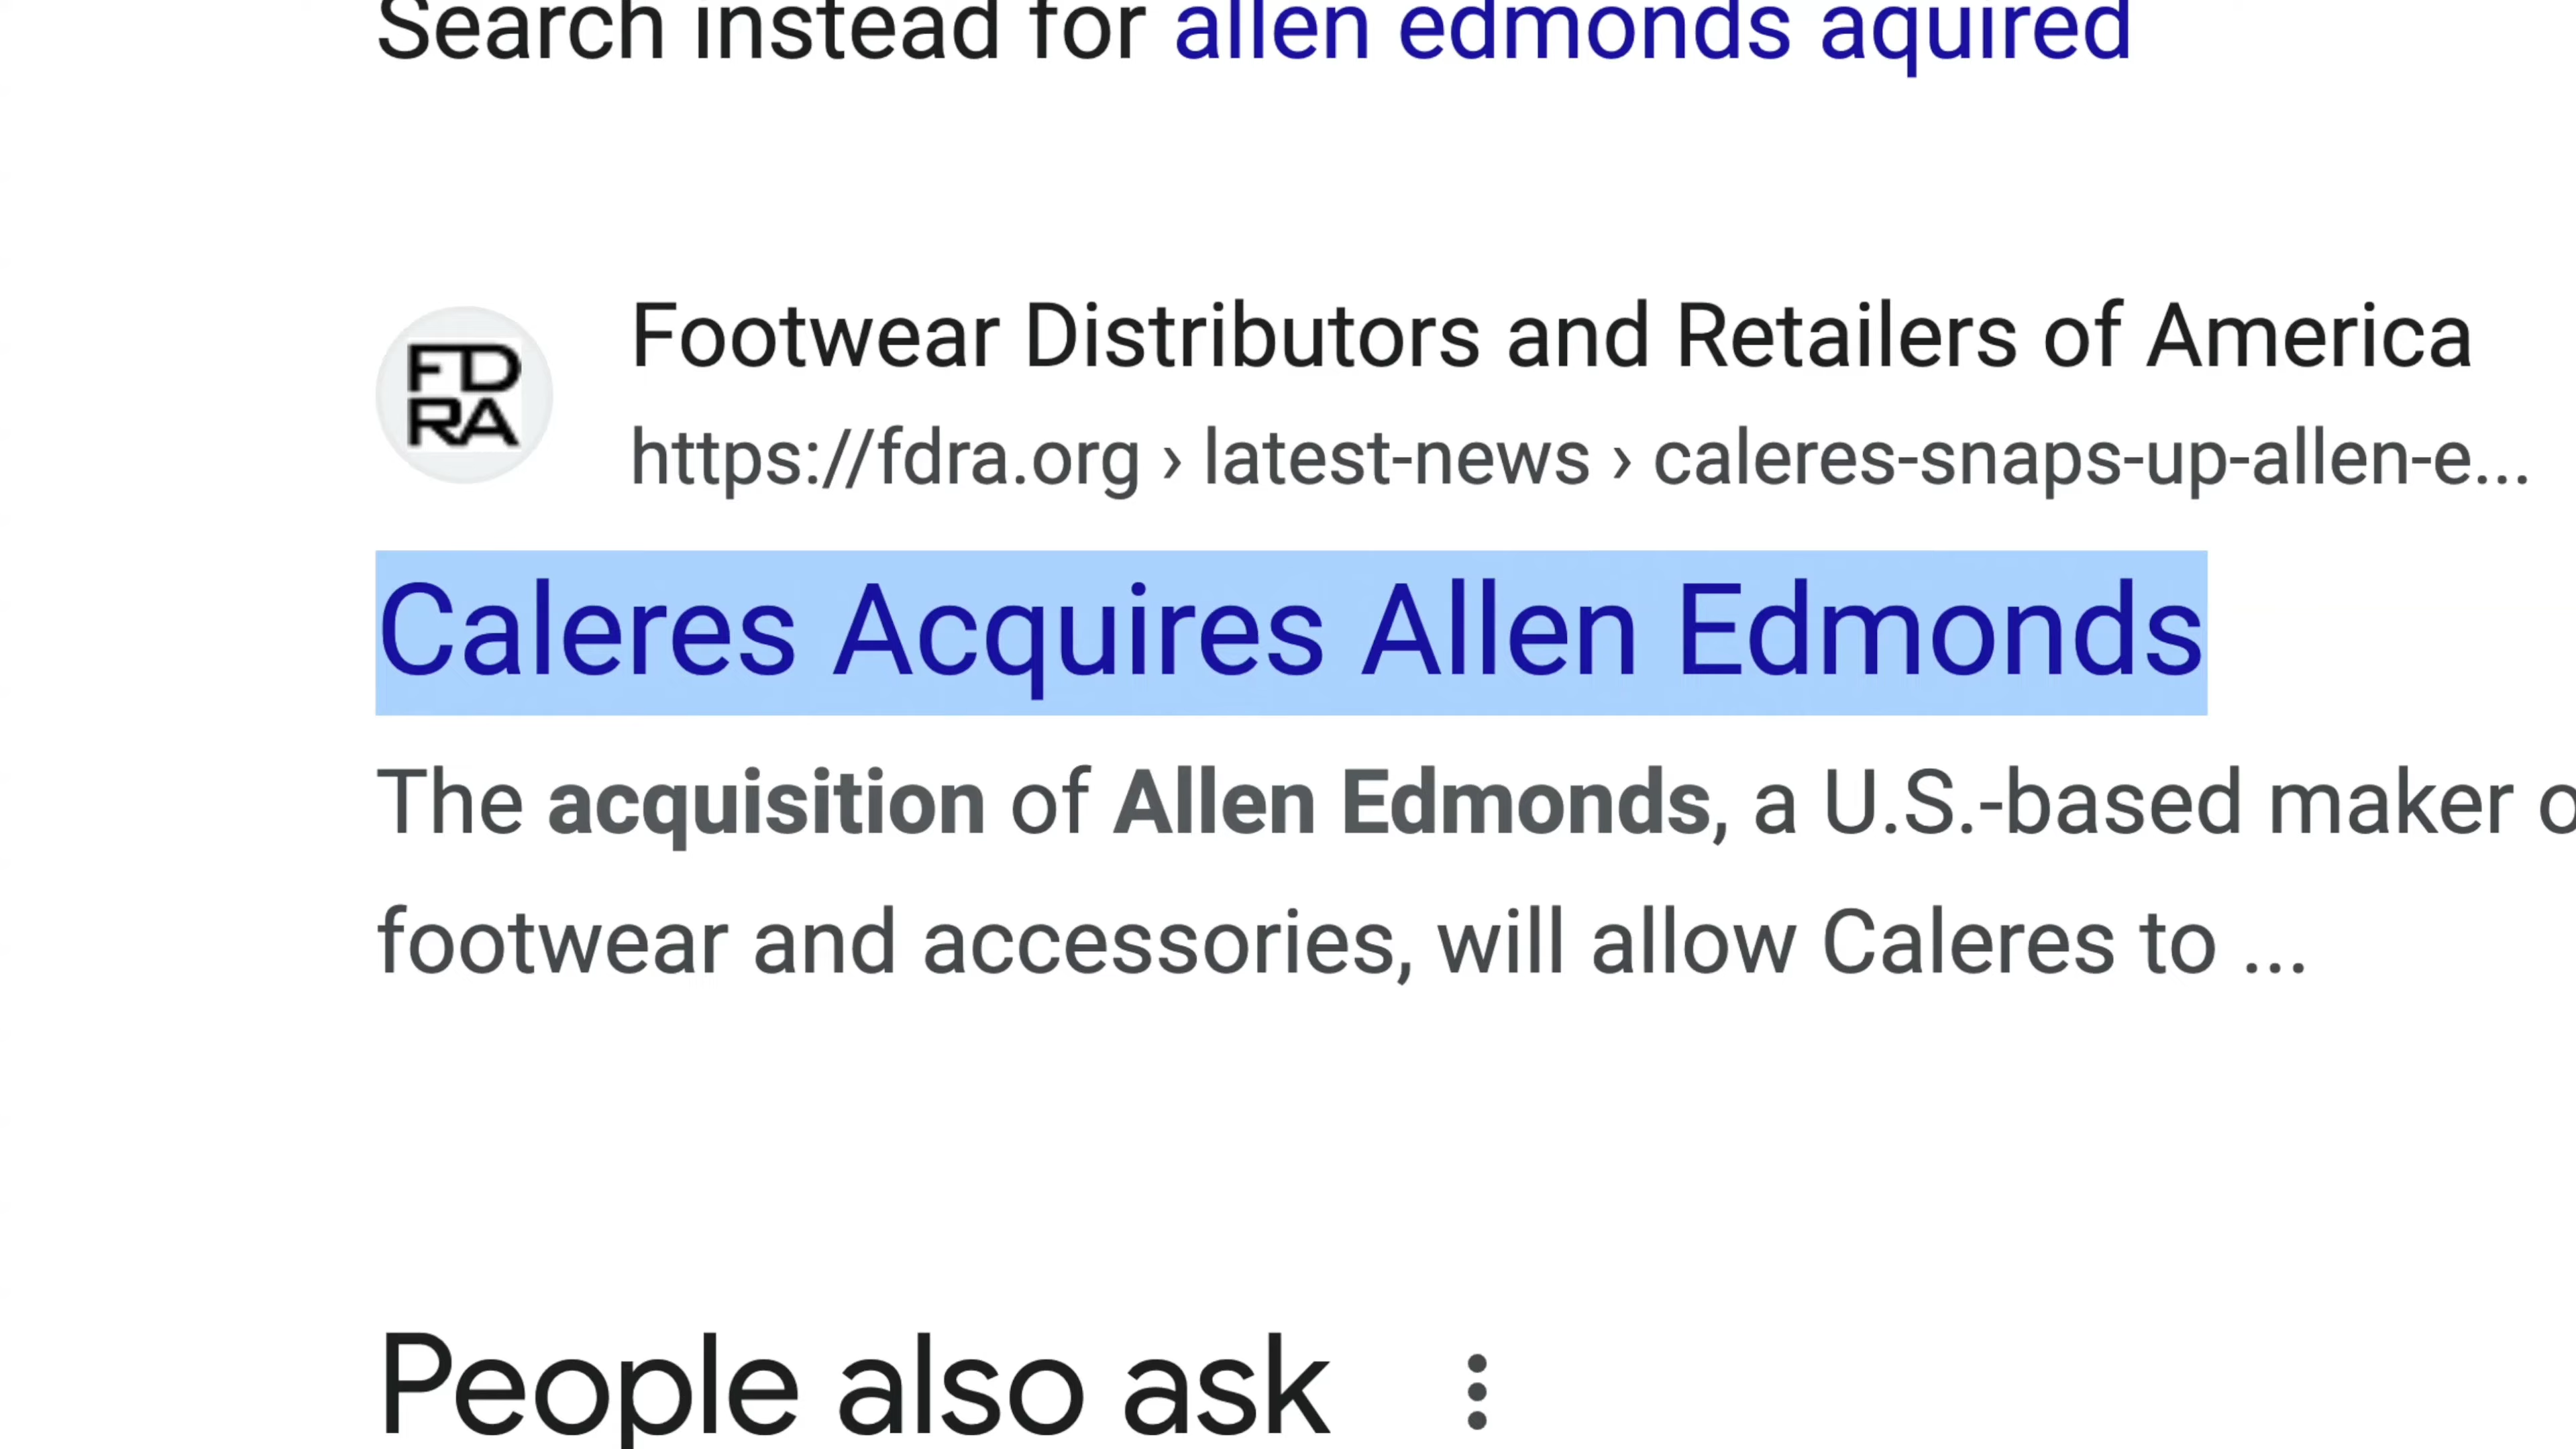 Search instead for allen edmonds aquired
FD
RA
Footwear Distributors and Retailers of America
https://fdra.org › latest-news › caleres-snaps-up-allen-e...
Caleres Acquires Allen Edmonds
The acquisition of Allen Edmonds, a U.S.-based maker
footwear and accessories, will allow Caleres to ...
People also ask